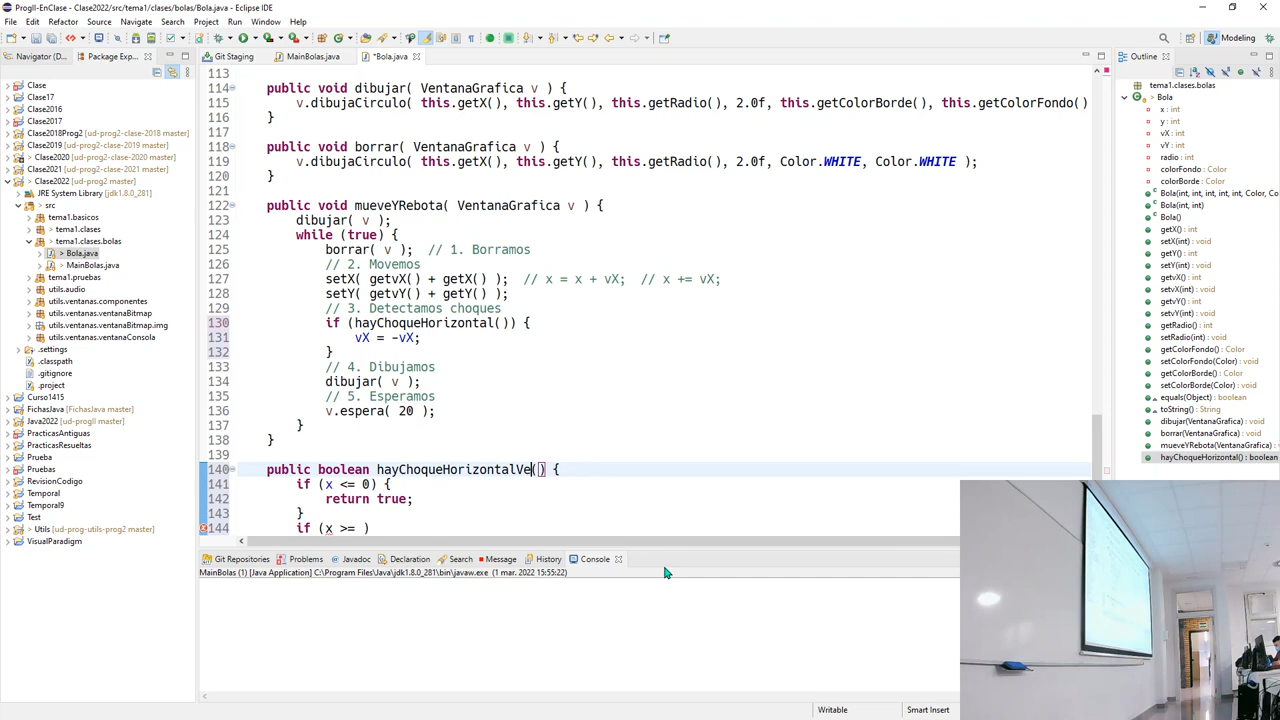 ProgII-EnClase - Clase2022/src/tema1/clases/bolas/Bola.java - Eclipse IDE
File Edit Refactor Source Navigate Search Project Run Window Help
Modeling
Navigator (D...
Package Exp...
Git Staging
MainBolas.java
*Bola.java
Outline
Clase
Clase17
Clase2016
Clase2017
Clase2018Prog2 [ud-prog2-clase-2018 master]
Clase2019 [ud-prog2-clase-2019 master]
> Clase2020 [ud-prog2-clase-2020 master]
Clase2021 [ud-prog2-clase-2021 master]
> Clase2022 [ud-prog2 master]
JRE System Library [jdk1.8.0_281]
> src
tema1.basicos
> tema1.clases
> tema1.clases.bolas
> Bola.java
> MainBolas.java
tema1.pruebas
utils.audio
utils.ventanas.componentes
utils.ventanas.ventanaBitmap
utils.ventanas.ventanaBitmap.img
utils.ventanas.ventanaConsola
.settings
.classpath
.gitignore
.project
Curso1415
FichasJava [FichasJava master]
Java2022 [ud-progII master]
PracticasAntiguas
PracticasResueltas
Prueba
Pruebas
RevisionCodigo
Temporal
Temporal9
Test
> Utils [ud-prog-utils-prog2 master]
VisualParadigm
113
114 public void dibujar( VentanaGrafica v ) {
115 v.dibujaCirculo( this.getX(), this.getY(), this.getRadio(), 2.0f, this.getColorBorde(), this.getColorFondo()
116 }
117
118 public void borrar( VentanaGrafica v ) {
119 v.dibujaCirculo( this.getX(), this.getY(), this.getRadio(), 2.0f, Color.WHITE, Color.WHITE );
120 }
121
122 public void mueveYRebota( VentanaGrafica v ) {
123 dibujar( v );
124 while (true) {
125 borrar( v ); // 1. Borramos
126 // 2. Movemos
127 setX( getvX() + getX() ); // x = x + vX; // x += vX;
128 setY( getvY() + getY() );
129 // 3. Detectamos choques
130 if (hayChoqueHorizontal()) {
131 vX = -vX;
132 }
133 // 4. Dibujamos
134 dibujar( v );
135 // 5. Esperamos
136 v.espera( 20 );
137 }
138 }
139
140 public boolean hayChoqueHorizontalVe() {
141 if (x <= 0) {
142 return true;
143 }
144 if (x >= )
tema1.clases.bolas
Bola
x : int
y : int
vX : int
vY : int
radio : int
colorFondo : Color
colorBorde : Color
Bola(int, int, int, int, int, Color, Co
Bola(int, int)
Bola()
getX() : int
setX(int) : void
getY() : int
setY(int) : void
getvX() : int
setvX(int) : void
getvY() : int
setvY(int) : void
getRadio() : int
setRadio(int) : void
getColorFondo() : Color
setColorFondo(Color) : void
getColorBorde() : Color
setColorBorde(Color) : void
equals(Object) : boolean
toString() : String
dibujar(VentanaGrafica) : void
borrar(VentanaGrafica) : void
mueveYRebota(VentanaGrafica)
hayChoqueHorizontal() : boolean
Git Repositories Problems Javadoc Declaration Search Message History Console
MainBolas (1) [Java Application] C:\Program Files\Java\jdk1.8.0_281\bin\javaw.exe (1 mar. 2022 15:55:22)
Writable Smart Insert